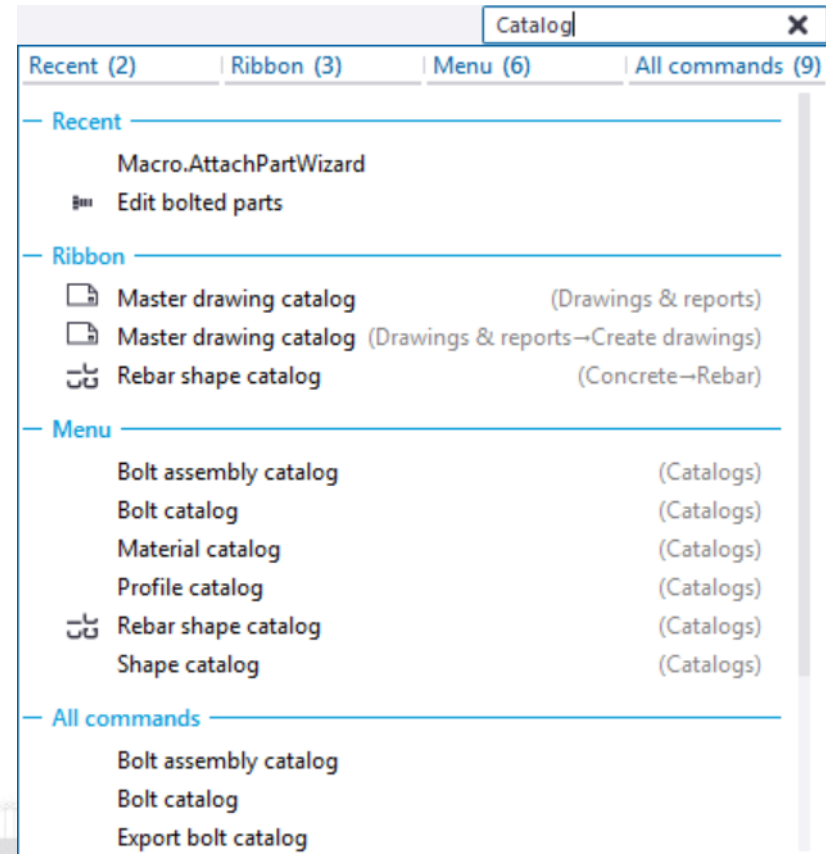 Catalog
Recent (2) Ribbon (3) Menu (6) All commands (9)
Recent
Macro.AttachPartWizard
Edit bolted parts
Ribbon
Master drawing catalog (Drawings & reports)
Master drawing catalog (Drawings & reports→Create drawings)
Rebar shape catalog (Concrete→Rebar)
Menu
Bolt assembly catalog (Catalogs)
Bolt catalog (Catalogs)
Material catalog (Catalogs)
Profile catalog (Catalogs)
Rebar shape catalog (Catalogs)
Shape catalog (Catalogs)
All commands
Bolt assembly catalog
Bolt catalog
Export bolt catalog